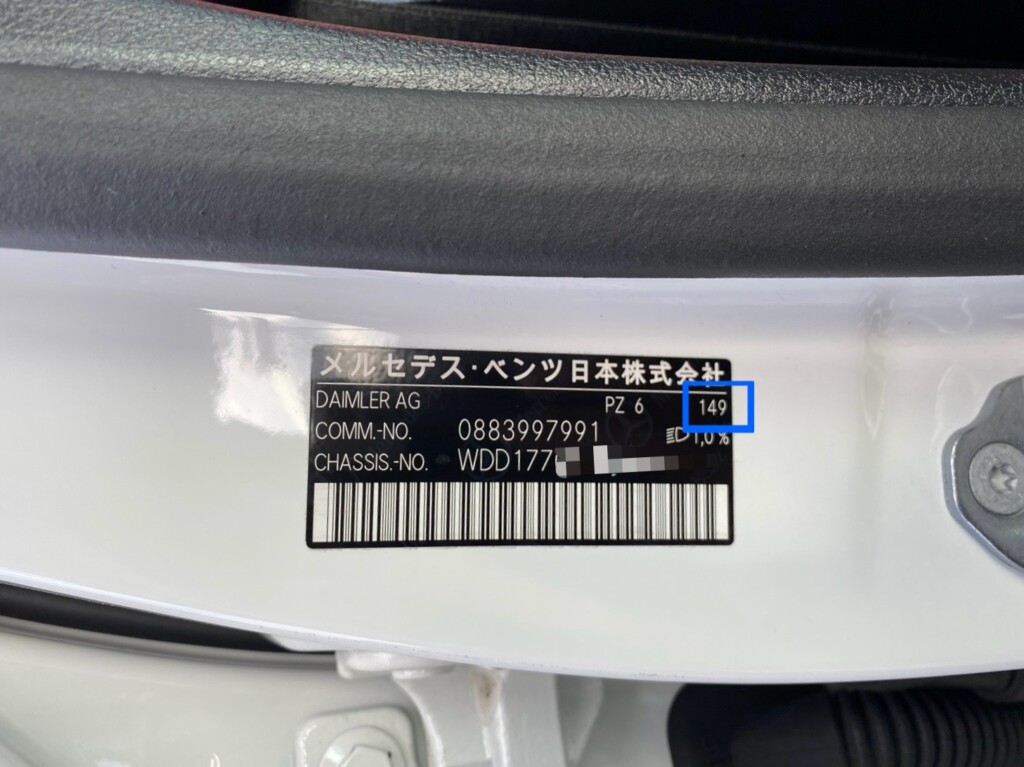 メルセデス・ベンツ日本株式会社
DAIMLER AG PZ 6 149
COMM.-NO. 0883997991 1,0%
CHASSIS.-NO. WDD177